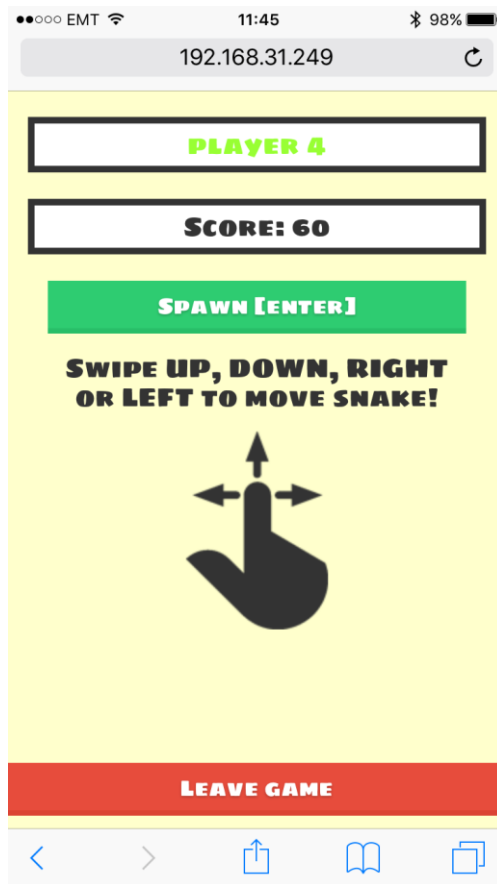 ●●○○○ EMT 11:45 98%
192.168.31.249
PLAYER 4
SCORE: 60
SPAWN [ENTER]
SWIPE UP, DOWN, RIGHT
OR LEFT TO MOVE SNAKE!
LEAVE GAME